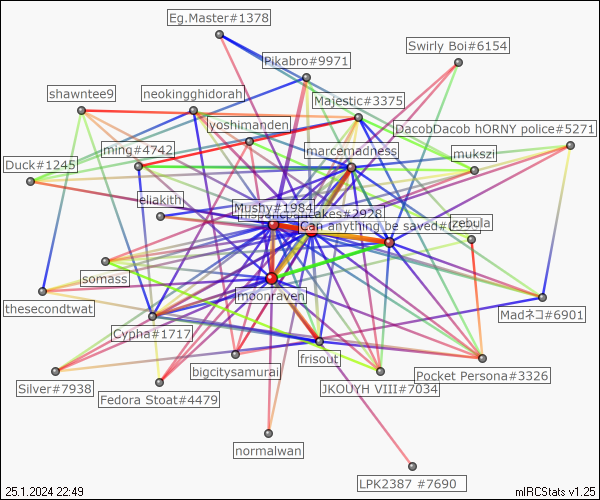 Eg.Master#1378
Swirly Boi#6154
Pikabro#9971
shawntee9
neokingghidorah
Majestic#3375
yoshimanden
DacobDacob hORNY police#5271
ming#4742
marcemadness
mukszi
Duck#1245
eliakith
Mushy#1984
cakes#2928
Can anything be saved#0
zebula
somass
moonraven
thesecondtwat
Cypha#1717
Madネコ#6901
frisout
bigcitysamurai
Pocket Persona#3326
Silver#7938
JKOUYH VIII#7034
Fedora Stoat#4479
normalwan
LPK2387 #7690
25.1.2024 22:49
mIRCStats v1.25